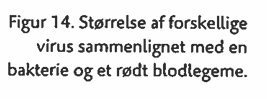 Figur 14. Størrelse af forskellige
virus sammenlignet med en
bakterie og et rødt blodlegeme.